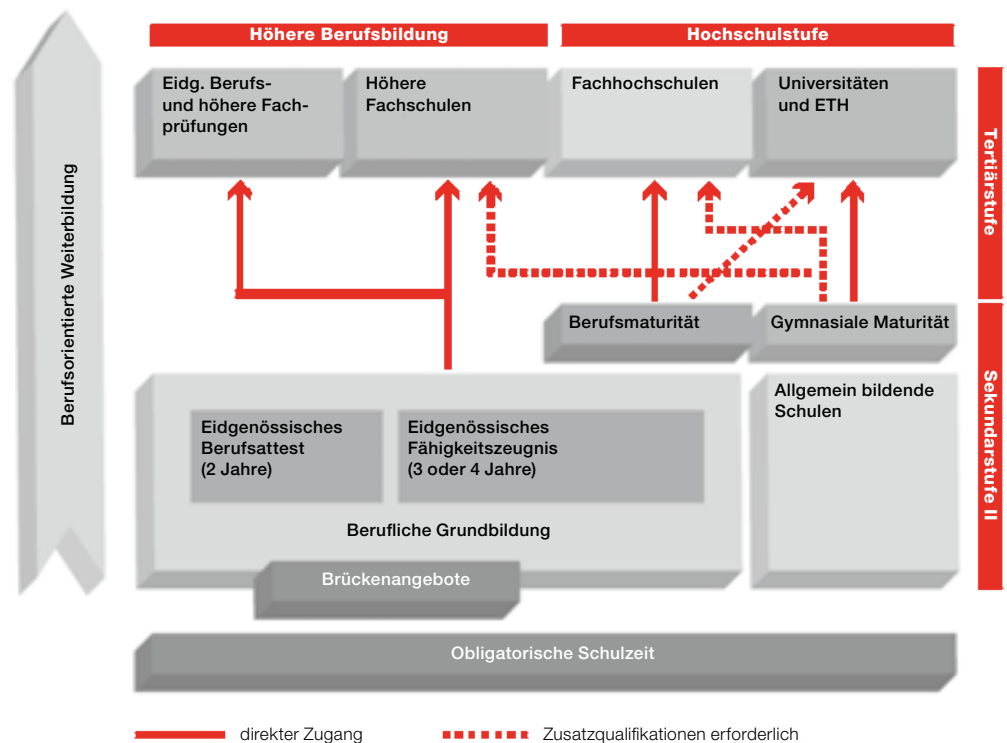 Höhere Berufsbildung
Hochschulstufe
Eidg. Berufs-
und höhere Fach-
prüfungen
Höhere
Fachschulen
Fachhochschulen
Universitäten
und ETH
Tertiärstufe
Berufsorientierte Weiterbildung
Berufsmaturität
Gymnasiale Maturität
Sekundarstufe II
Allgemein bildende
Schulen
Eidgenössisches
Berufsattest
(2 Jahre)
Eidgenössisches
Fähigkeitszeugnis
(3 oder 4 Jahre)
Berufliche Grundbildung
Brückenangebote
Obligatorische Schulzeit
direkter Zugang
Zusatzqualifikationen erforderlich